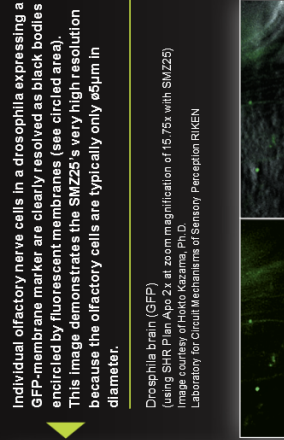 Individual olfactory nerve cells in a drosophila expressing a
GFP-membrane marker are clearly resolved as black bodies
encircled by fluorescent membranes (see circled area).
This image demonstrates the SMZ25's very high resolution
because the olfactory cells are typically only ø5µm in
diameter.
Drosphila brain (GFP)
(using SHR Plan Apo 2x at zoom magnification of 15.75x with SMZ25)
Image courtesy of Hokto Kazama, Ph.D.
Laboratory for Circuit Mechanisms of Sensory Perception RIKEN